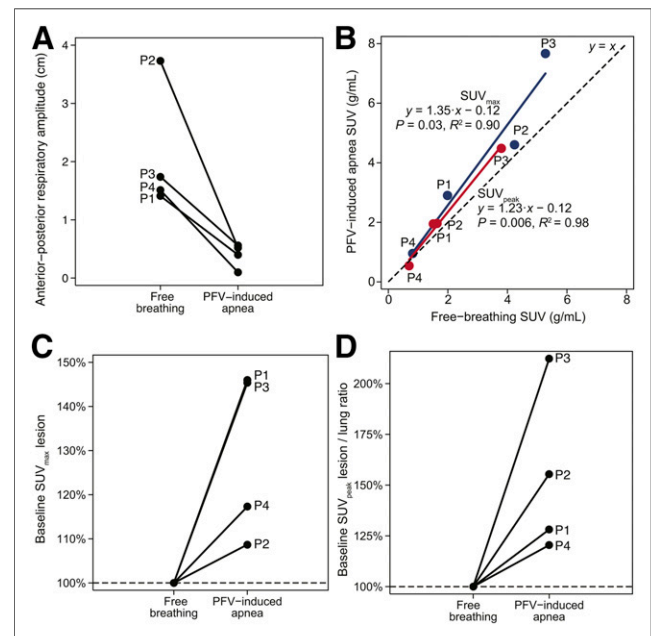 A
Anterior–posterior respiratory amplitude (cm)
4
3
2
1
0
P2
P3
P4
P1
Free
breathing
PFV-induced
apnea
B
PFV-induced apnea SUV (g/mL)
8
6
4
2
0
P3
y = x
SUVmax
y = 1.35·x − 0.12
P = 0.03, R² = 0.90
P2
P3
P1
SUVpeak
y = 1.23·x − 0.12
P = 0.006, R² = 0.98
P2
P1
P4
P4
0 2 4 6 8
Free-breathing SUV (g/mL)
C
Baseline SUVmax lesion
150%
140%
130%
120%
110%
100%
P1
P3
P4
P2
Free
breathing
PFV-induced
apnea
D
Baseline SUVpeak lesion / lung ratio
200%
175%
150%
125%
100%
P3
P2
P1
P4
Free
breathing
PFV-induced
apnea